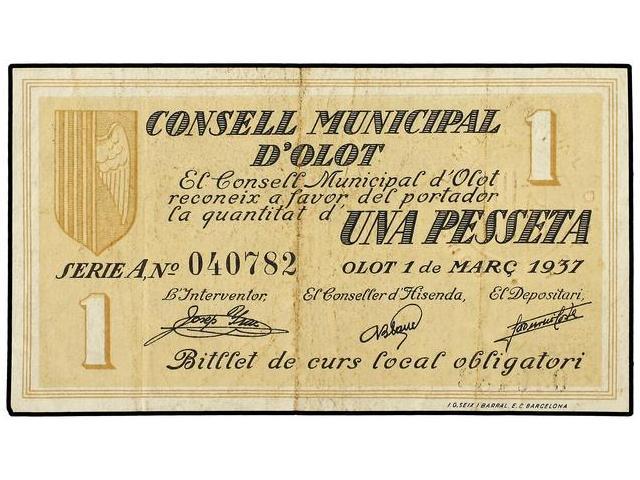 1
CONSELL MUNICIPAL
D'OLOT
El Consell Municipal d'Olot
reconeix a favor del portador
la quantitat d'
UNA PESSETA
SERIE A, Nº 040782
OLOT 1 de MARÇ 1937
L'Interventor, El Conseller d'Hisenda, El Depositari,
1
Bitllet de curs local obligatori
I.G. SEIX I BARRAL E.C. BARCELONA